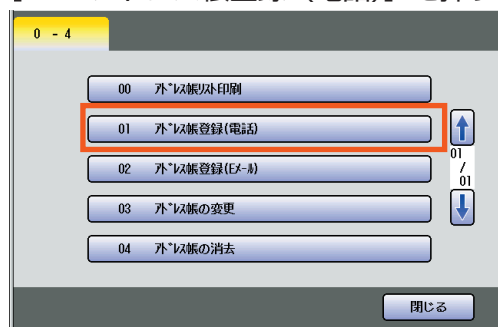 0 - 4
00 ｱﾄﾞﾚｽ帳ﾘｽﾄ印刷
01 ｱﾄﾞﾚｽ帳登録(電話)
02 ｱﾄﾞﾚｽ帳登録(Eﾒｰﾙ)
03 ｱﾄﾞﾚｽ帳の変更
04 ｱﾄﾞﾚｽ帳の消去
01
/
01
閉じる